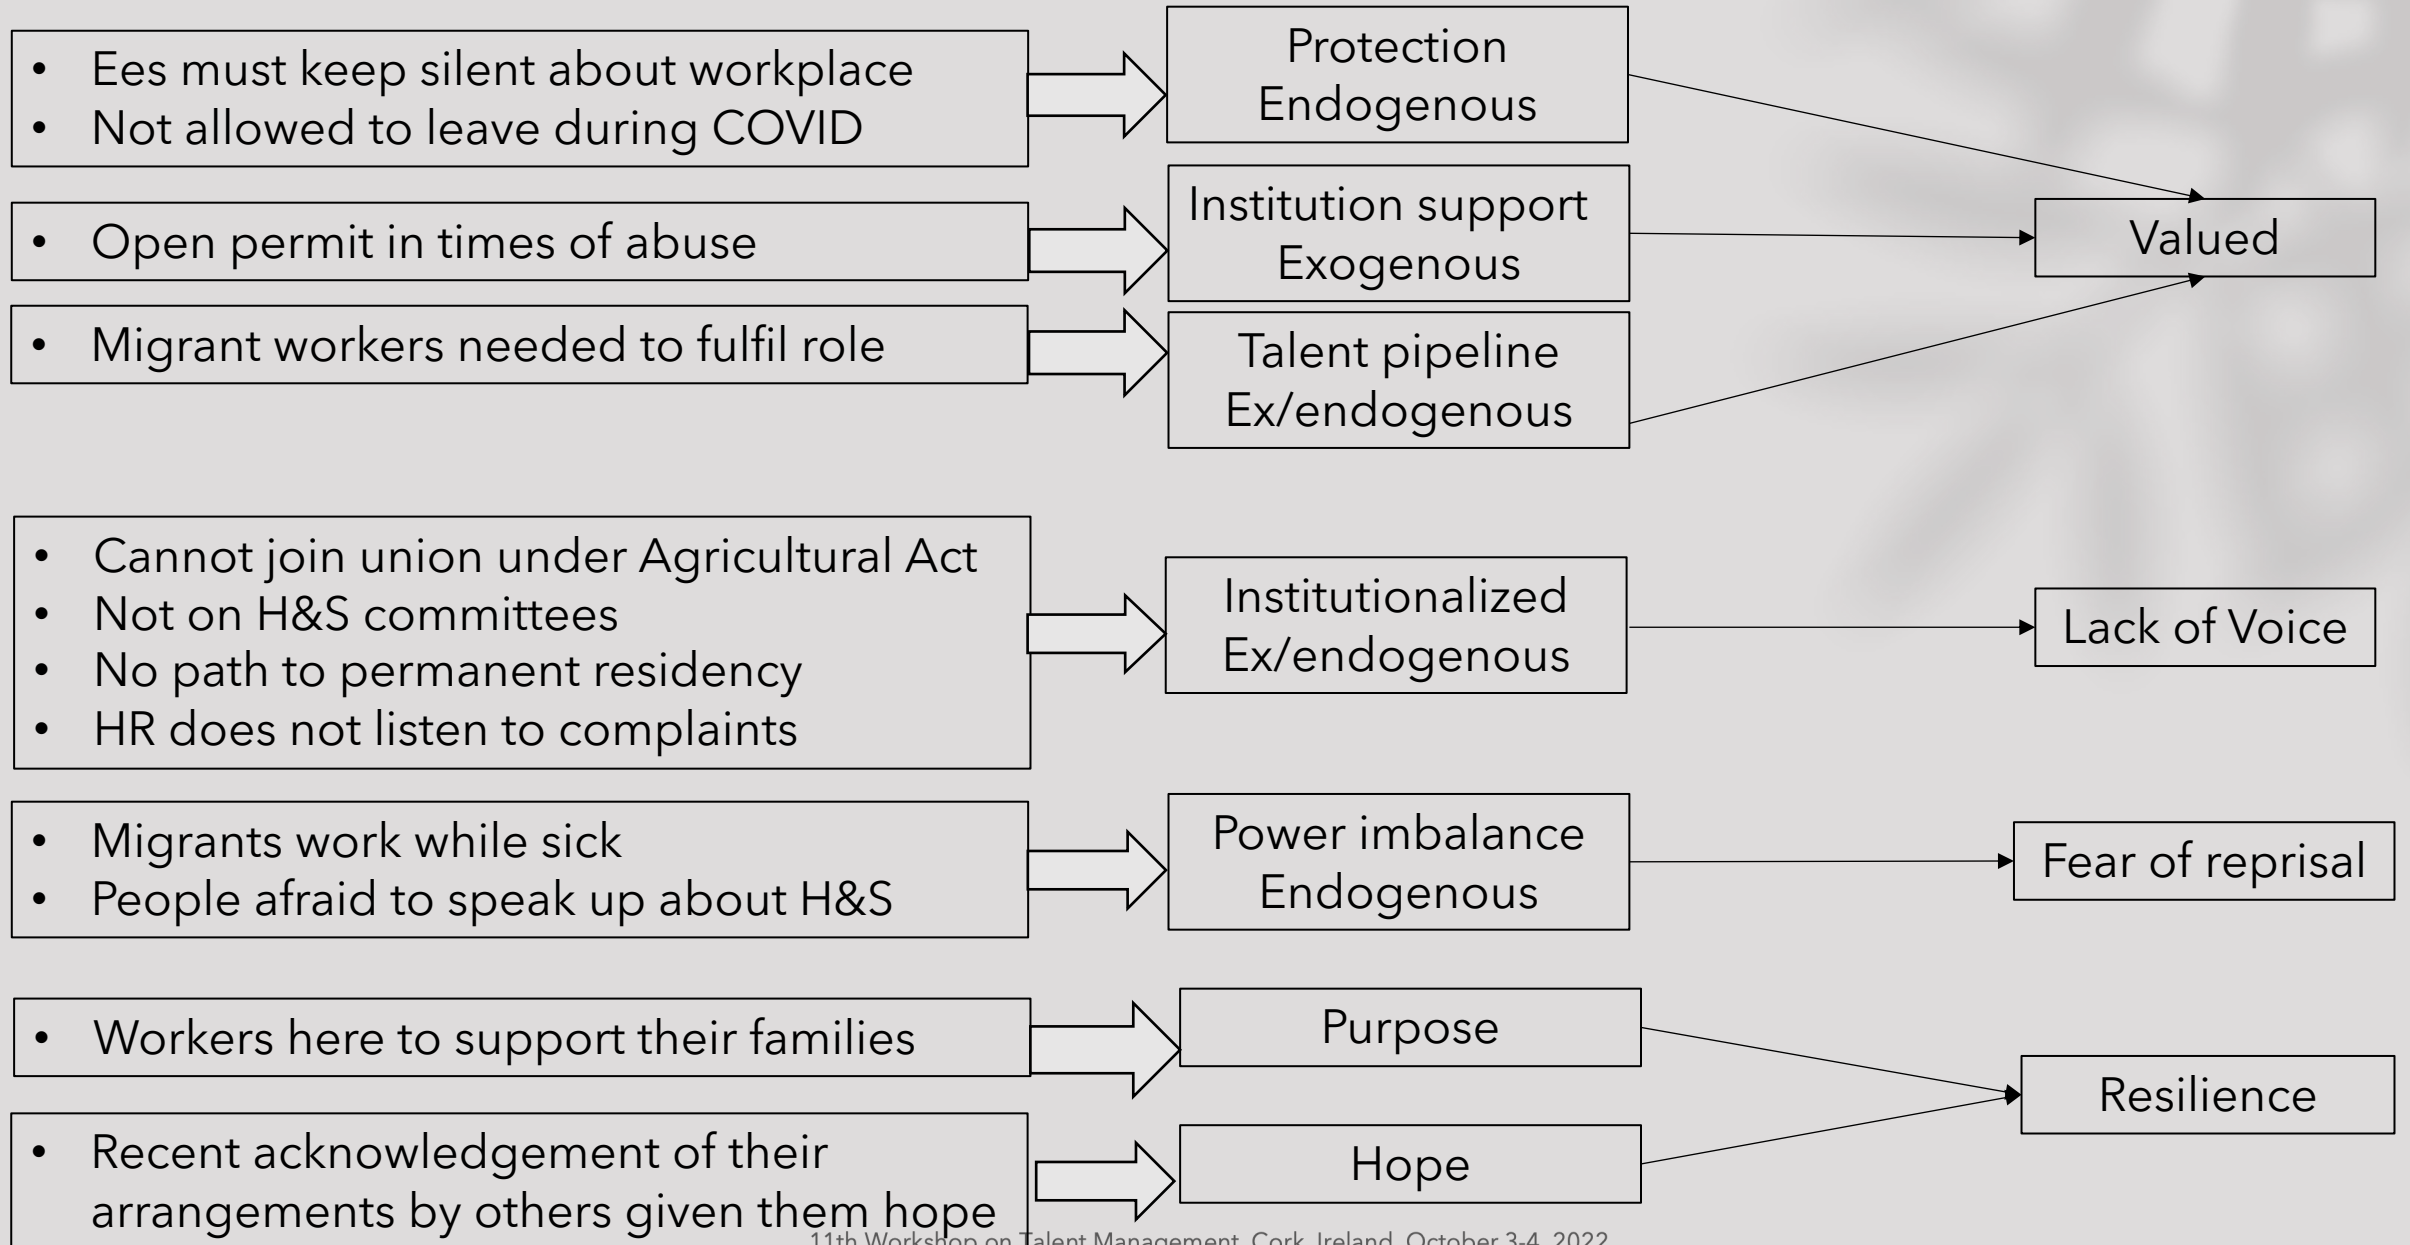 • Ees must keep silent about workplace
• Not allowed to leave during COVID
Protection
Endogenous
• Open permit in times of abuse
Institution support
Exogenous
• Migrant workers needed to fulfil role
Talent pipeline
Ex/endogenous
Valued
• Cannot join union under Agricultural Act
• Not on H&S committees
• No path to permanent residency
• HR does not listen to complaints
Institutionalized
Ex/endogenous
Lack of Voice
• Migrants work while sick
• People afraid to speak up about H&S
Power imbalance
Endogenous
Fear of reprisal
• Workers here to support their families
Purpose
• Recent acknowledgement of their
arrangements by others given them hope
Hope
Resilience
11th Workshop on Talent Management, Cork, Ireland, October 3-4, 2022